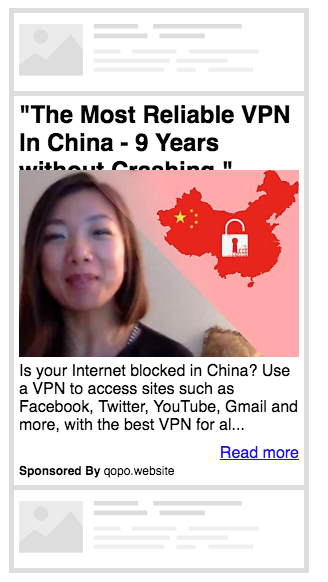 "The Most Reliable VPN
In China - 9 Years
without Crashing "
Is your Internet blocked in China? Use
a VPN to access sites such as
Facebook, Twitter, YouTube, Gmail and
more, with the best VPN for al...
Read more
Sponsored By qopo.website